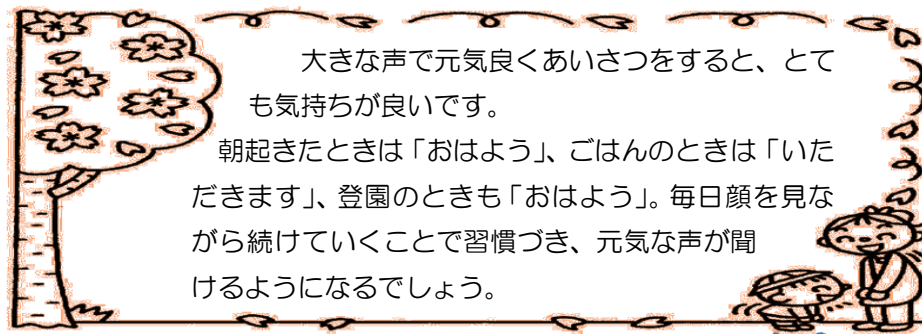 大きな声で元気良くあいさつをすると、とて
も気持ちが良いです。
朝起きたときは「おはよう」、ごはんのときは「いた
だきます」、登園のときも「おはよう」。毎日顔を見な
がら続けていくことで習慣づき、元気な声が聞
けるようになるでしょう。